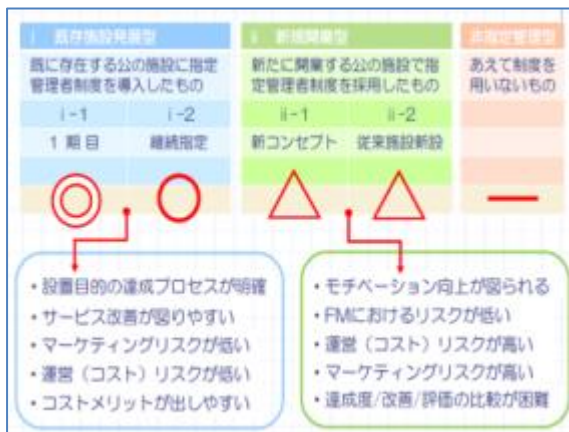 i 既存施設発展型
既に存在する公の施設に指定
管理者制度を導入したもの
i-1 i-2
1期目 継続指定
ii 新規開業型
新たに開業する公の施設で指
定管理者制度を採用したもの
ii-1 ii-2
新コンセプト 従来施設新設
非指定管理型
あえて制度を
用いないもの
・設置目的の達成プロセスが明確
・サービス改善が図りやすい
・マーケティングリスクが低い
・運営（コスト）リスクが低い
・コストメリットが出しやすい
・モチベーション向上が図られる
・FMにおけるリスクが低い
・運営（コスト）リスクが高い
・マーケティングリスクが高い
・達成度/改善/評価の比較が困難